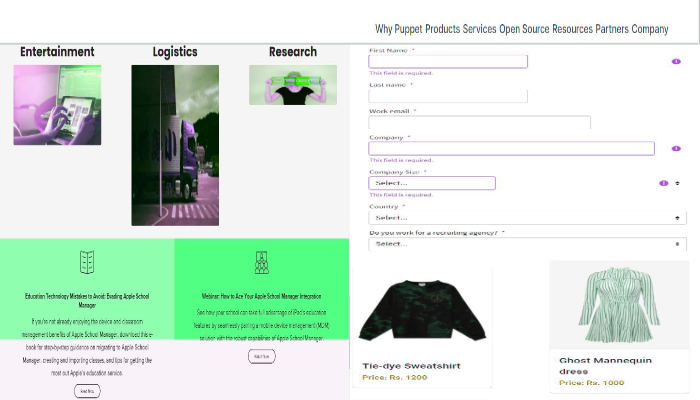 Why Puppet Products Services Open Source Resources Partners Company
Entertainment
Logistics
Research
First Name *
This field is required.
Last name *
Work email *
Company *
This field is required.
Company Size *
Select...
This field is required.
Country *
Select...
Do you work for a recruiting agency? *
Select...
Education Technology Mistakes to Avoid: Evading Apple School
Manager
If you're not already enjoying the device and classroom
management benefits of Apple School Manager, download this e-
book for step-by-step guidance on migrating to Apple School
Manager, creating and importing classes, and tips for getting the
most out Apple's education service.
Webinar: How to Ace Your Apple School Manager Integration
See how your school can take full advantage of iPad's education
features by seamlessly pairing a mobile device management (MDM)
solution with the robust capabilities of Apple School Manager.
Tie-dye Sweatshirt
Price: Rs. 1200
Ghost Mannequin
dress
Price: Rs. 1000